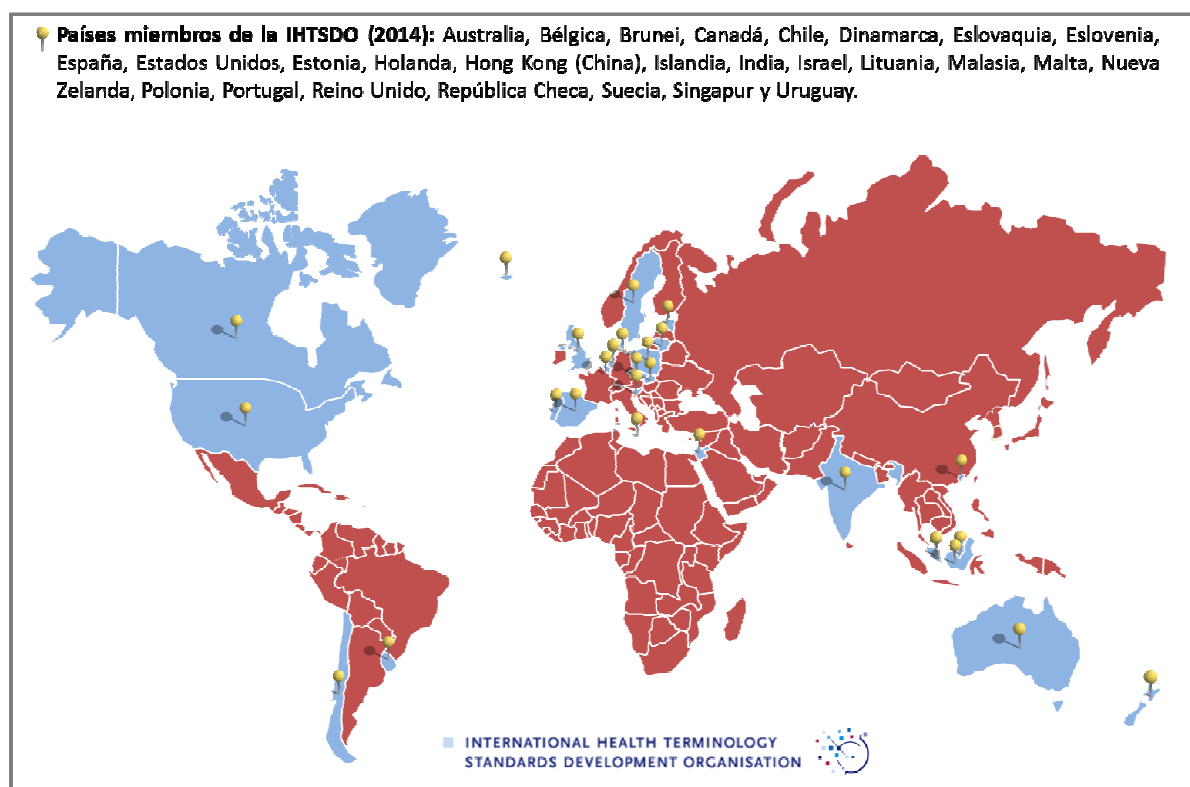 Países miembros de la IHTSDO (2014): Australia, Bélgica, Brunei, Canadá, Chile, Dinamarca, Eslovaquia, Eslovenia,
España, Estados Unidos, Estonia, Holanda, Hong Kong (China), Islandia, India, Israel, Lituania, Malasia, Malta, Nueva
Zelanda, Polonia, Portugal, Reino Unido, República Checa, Suecia, Singapur y Uruguay.
INTERNATIONAL HEALTH TERMINOLOGY
STANDARDS DEVELOPMENT ORGANISATION